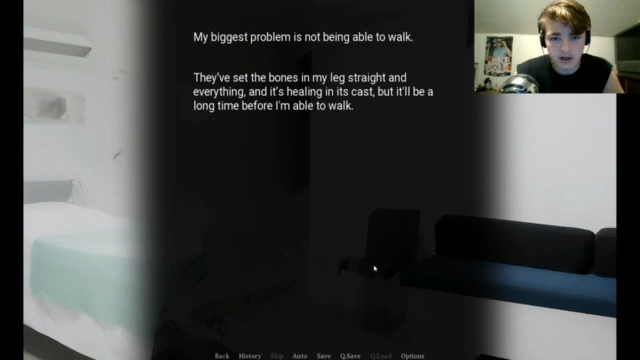 My biggest problem is not being able to walk.
They've set the bones in my leg straight and
everything, and it's healing in its cast, but it'll be a
long time before I'm able to walk.
Back History Skip Auto Save Q.Save Q.Load Options